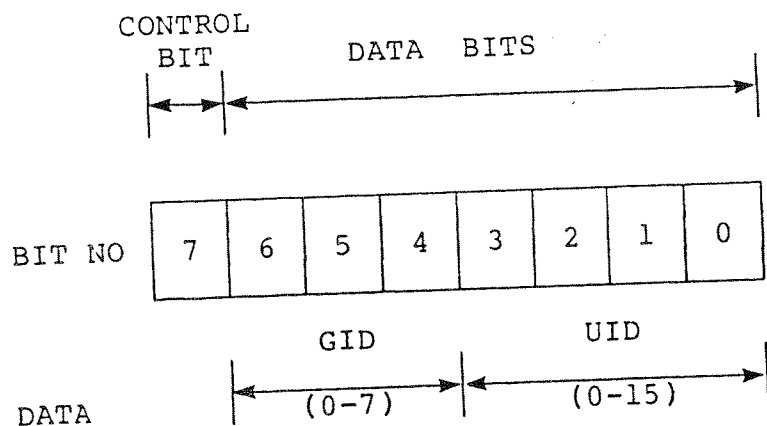 CONTROL
BIT
DATA BITS
BIT NO 7 6 5 4 3 2 1 0
GID UID
DATA (0-7) (0-15)